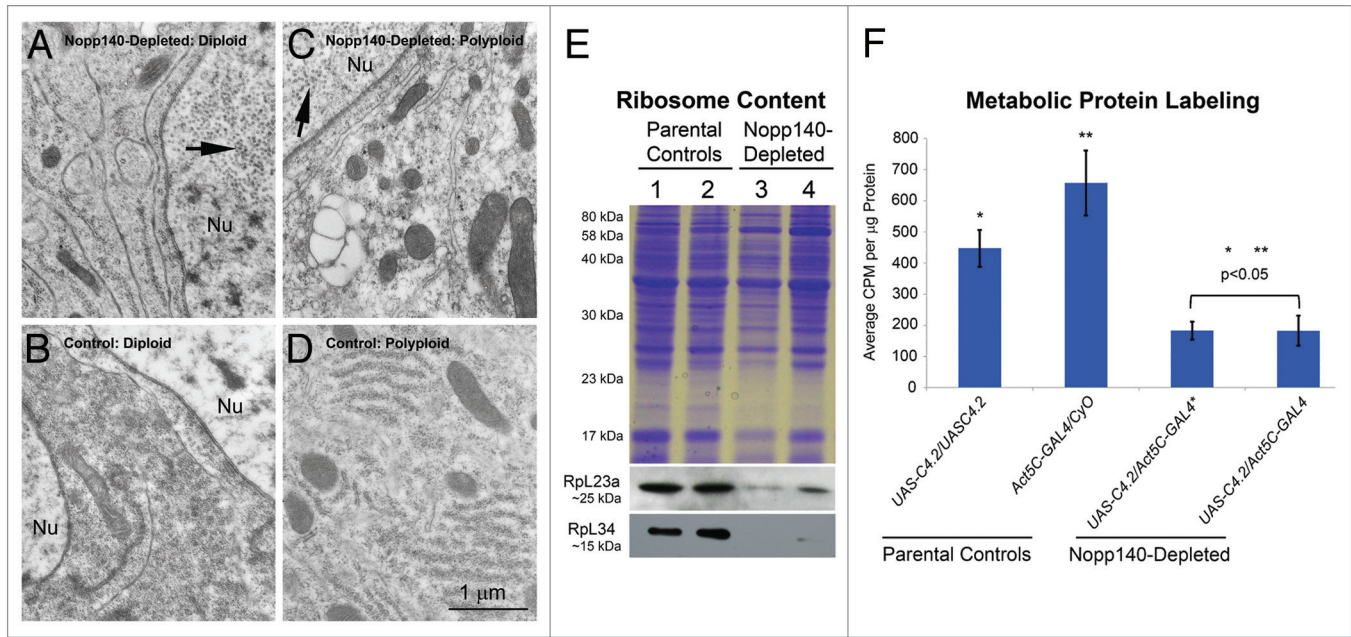 A
Nopp140-Depleted: Diploid
Nu
B
Control: Diploid
Nu
Nu
C
Nopp140-Depleted: Polyploid
Nu
D
Control: Polyploid
1 μm
E
Ribosome Content
Parental
Controls
Nopp140-
Depleted
1 2 3 4
80 kDa
58 kDa
40 kDa
30 kDa
23 kDa
17 kDa
RpL23a
~25 kDa
RpL34
~15 kDa
F
Metabolic Protein Labeling
Average CPM per µg Protein
800
700
600
500
400
300
200
100
0
*
**
* **
p<0.05
UAS-C4.2/UASC4.2
Act5C-GAL4/CyO
UAS-C4.2/Act5C-GAL4*
UAS-C4.2/Act5C-GAL4
Parental Controls
Nopp140-Depleted